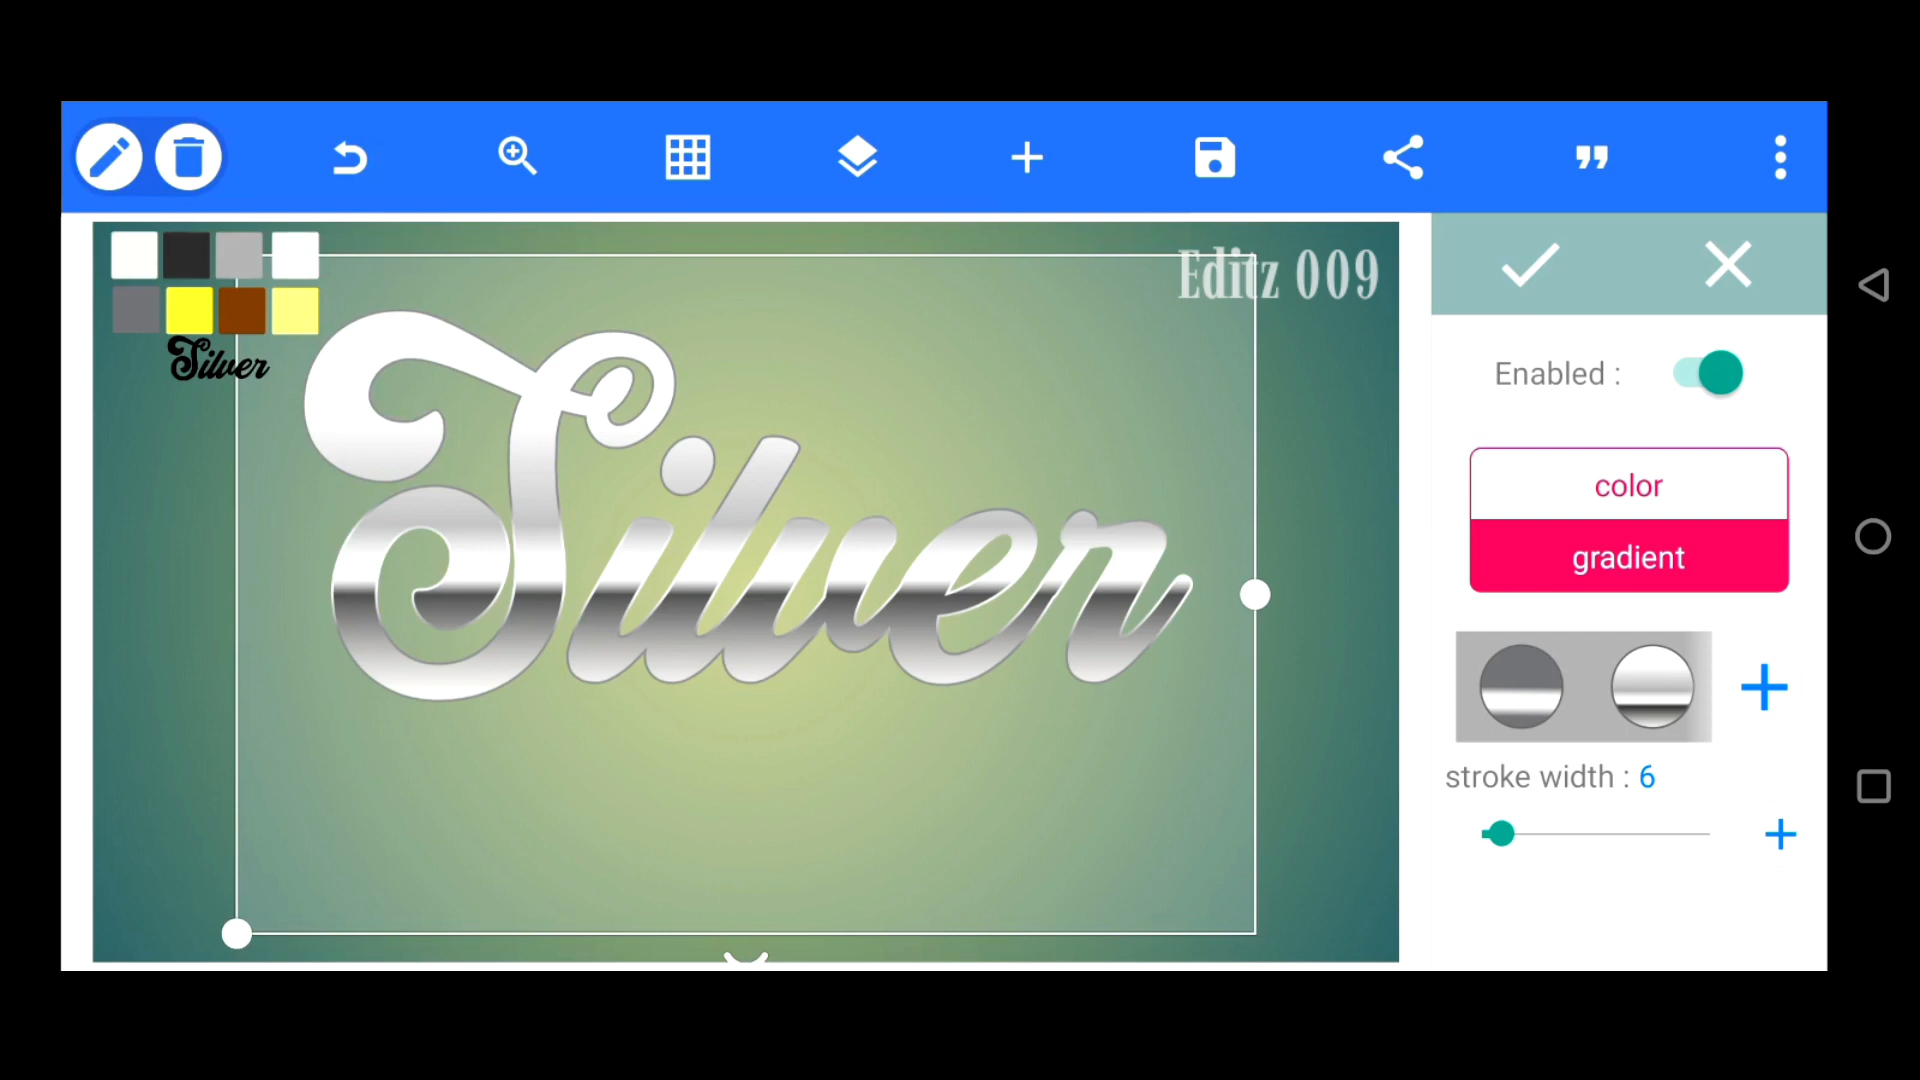 Editz 009
Silver
Silver
Enabled :
color
gradient
stroke width : 6